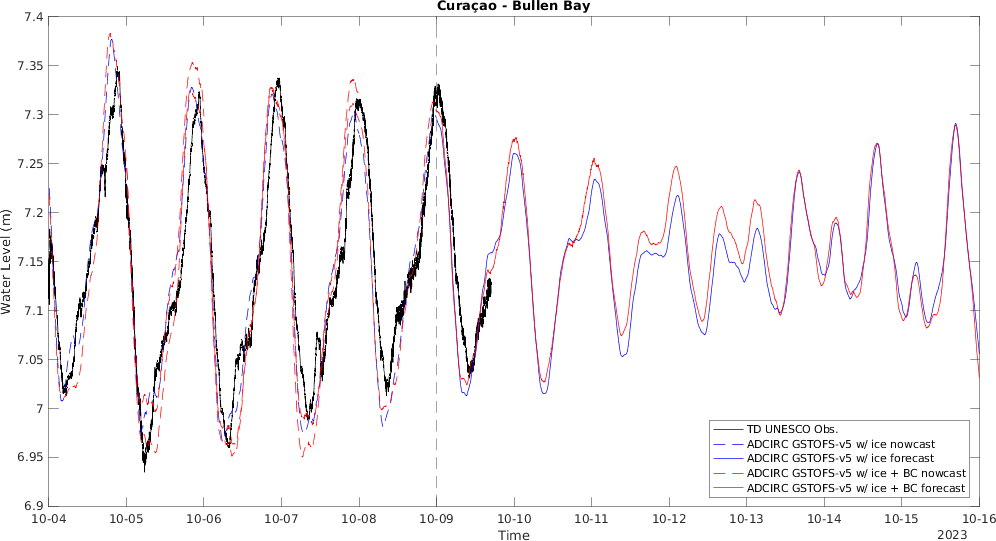 Curaçao - Bullen Bay
7.4
7.35
7.3
7.25
7.2
7.15
7.1
7.05
7
6.95
6.9
Water Level (m)
TD UNESCO Obs.
ADCIRC GSTOFS-v5 w/ ice nowcast
ADCIRC GSTOFS-v5 w/ ice forecast
ADCIRC GSTOFS-v5 w/ ice + BC nowcast
ADCIRC GSTOFS-v5 w/ ice + BC forecast
10-04 10-05 10-06 10-07 10-08 10-09 10-10 10-11 10-12 10-13 10-14 10-15 10-16
Time
2023